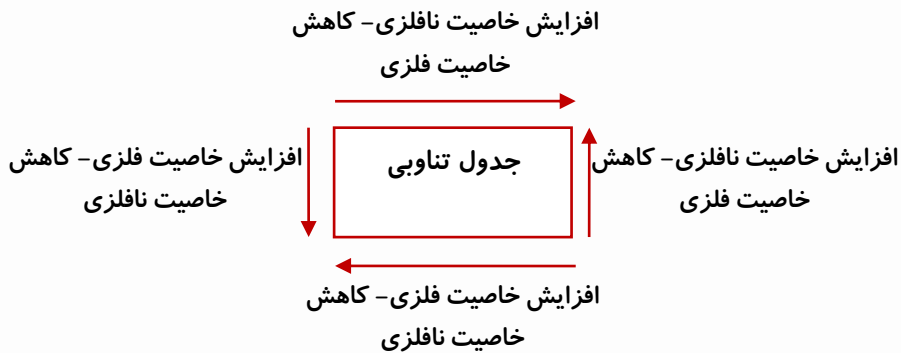 افزایش خاصیت نافلزی- کاهش
خاصیت فلزی
افزایش خاصیت نافلزی- کاهش
خاصیت فلزی
جدول تناوبی
افزایش خاصیت فلزی- کاهش
خاصیت نافلزی
افزایش خاصیت فلزی- کاهش
خاصیت نافلزی